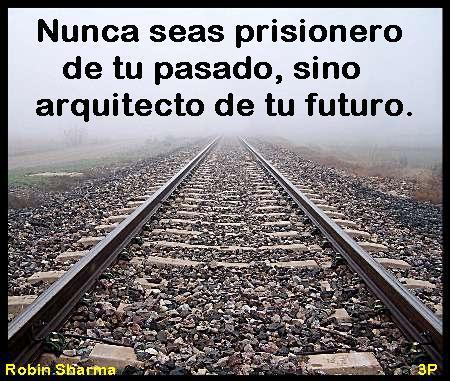 Nunca seas prisionero
de tu pasado, sino
arquitecto de tu futuro.
Robin Sharma 3P